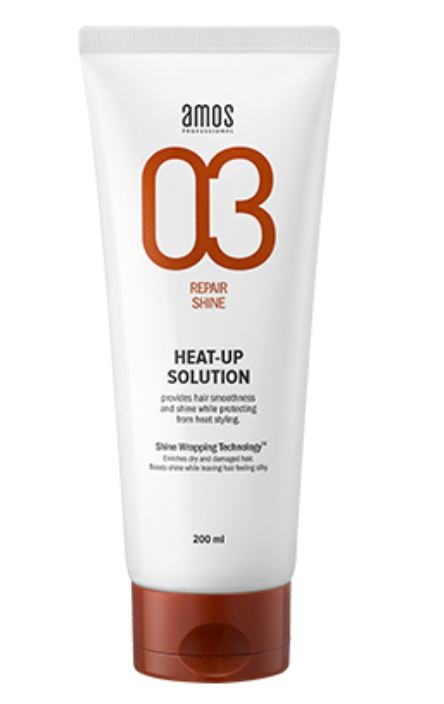 amos
PROFESSIONAL
03
REPAIR
SHINE
HEAT-UP
SOLUTION
provides hair smoothness
and shine while protecting
from heat styling.
Shine Wrapping Technology™
Enriches dry and damaged hair.
Boosts shine while leaving hair feeling silky.
200 ml